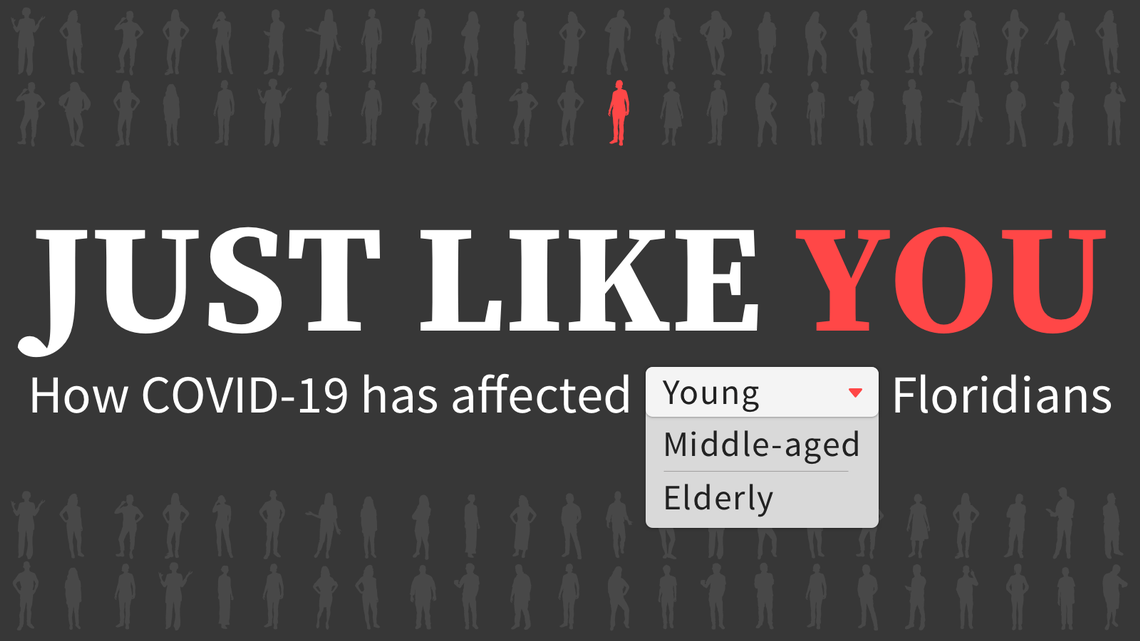 JUST LIKE YOU
How COVID-19 has affected Young Floridians
Middle-aged
Elderly